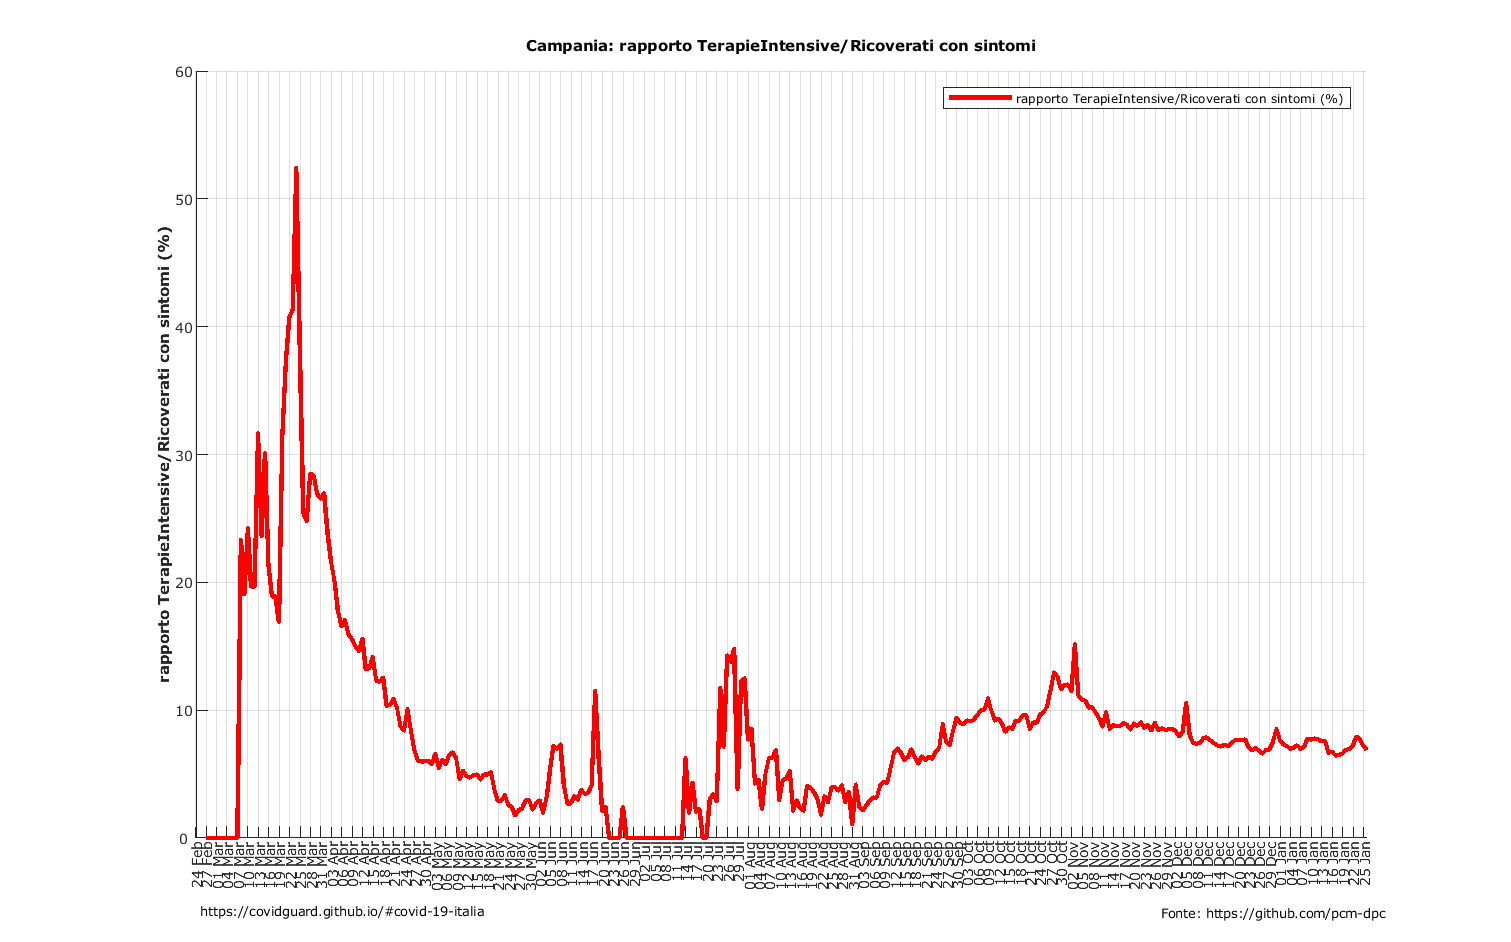 Campania: rapporto TerapieIntensive/Ricoverati con sintomi
rapporto TerapieIntensive/Ricoverati con sintomi (%)
rapporto TerapieIntensive/Ricoverati con sintomi (%)
60
50
40
30
20
10
0
24 Feb
27 Feb
01 Mar
04 Mar
07 Mar
10 Mar
13 Mar
16 Mar
19 Mar
22 Mar
25 Mar
28 Mar
31 Mar
03 Apr
06 Apr
09 Apr
12 Apr
15 Apr
18 Apr
21 Apr
24 Apr
27 Apr
30 Apr
03 May
06 May
09 May
12 May
15 May
18 May
21 May
24 May
27 May
30 May
02 Jun
05 Jun
08 Jun
11 Jun
14 Jun
17 Jun
20 Jun
23 Jun
26 Jun
29 Jun
02 Jul
05 Jul
08 Jul
11 Jul
14 Jul
17 Jul
20 Jul
23 Jul
26 Jul
29 Jul
01 Aug
04 Aug
07 Aug
10 Aug
13 Aug
16 Aug
19 Aug
22 Aug
25 Aug
28 Aug
31 Aug
03 Sep
06 Sep
09 Sep
12 Sep
15 Sep
18 Sep
21 Sep
24 Sep
27 Sep
30 Sep
03 Oct
06 Oct
09 Oct
12 Oct
15 Oct
18 Oct
21 Oct
24 Oct
27 Oct
30 Oct
02 Nov
05 Nov
08 Nov
11 Nov
14 Nov
17 Nov
20 Nov
23 Nov
26 Nov
29 Nov
02 Dec
05 Dec
08 Dec
11 Dec
14 Dec
17 Dec
20 Dec
23 Dec
26 Dec
29 Dec
01 Jan
04 Jan
07 Jan
10 Jan
13 Jan
16 Jan
19 Jan
22 Jan
25 Jan
https://covidguard.github.io/#covid-19-italia
Fonte: https://github.com/pcm-dpc